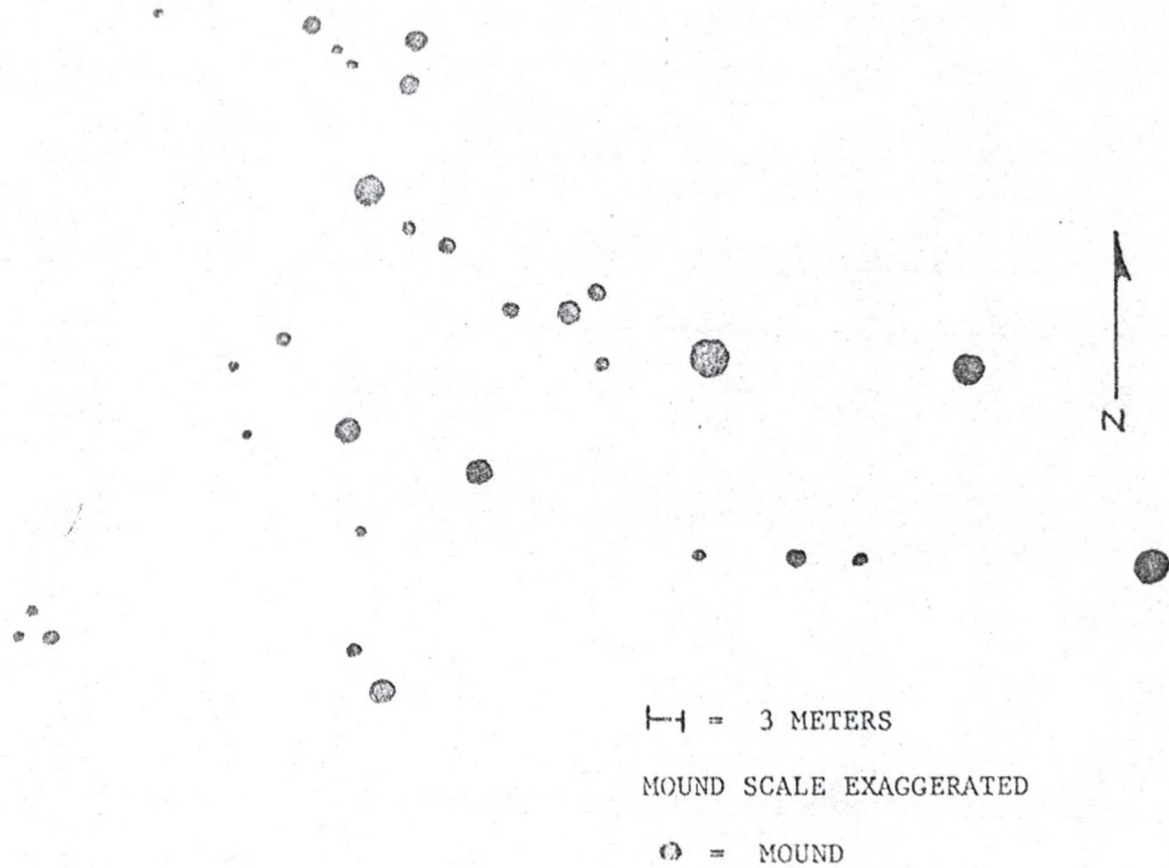 N
= 3 METERS
MOUND SCALE EXAGGERATED
= MOUND